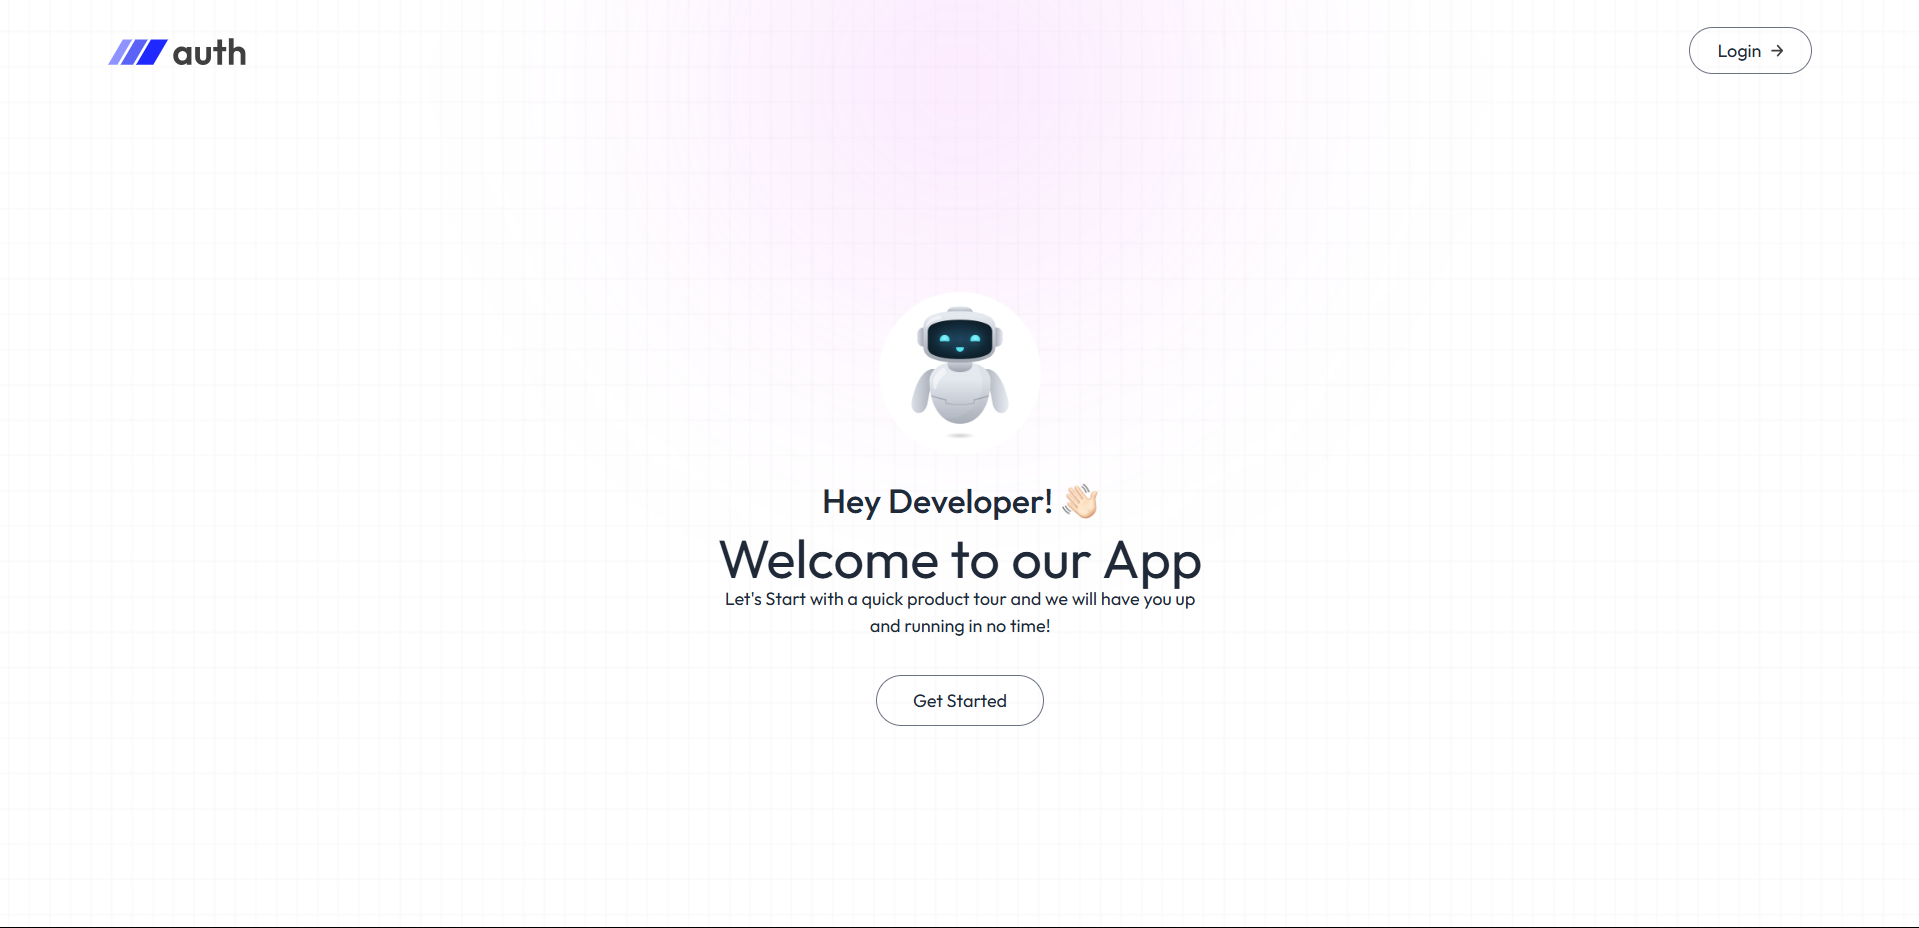 auth
Login →
Hey Developer! 👋🏻
Welcome to our App
Let's Start with a quick product tour and we will have you up
and running in no time!
Get Started